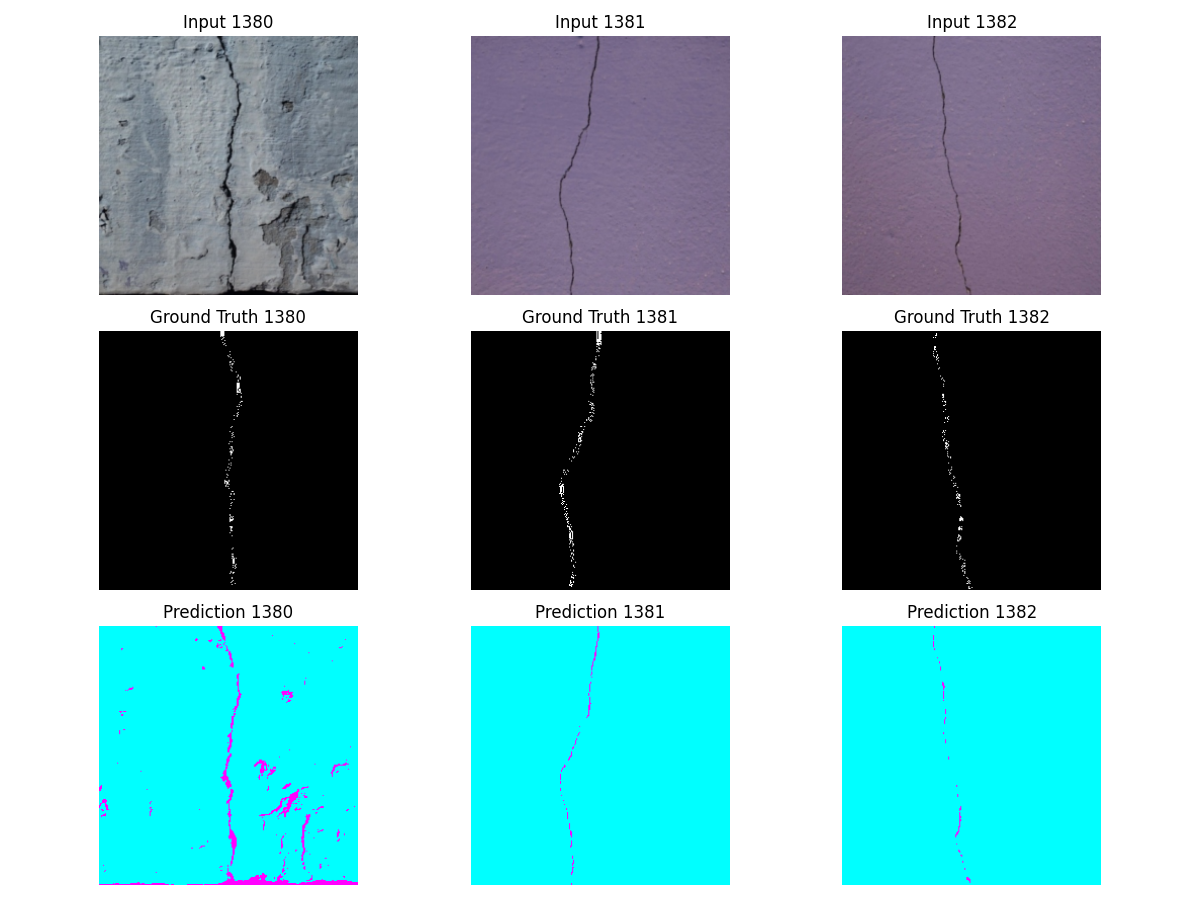 Input 1380
Input 1381
Input 1382
Ground Truth 1380
Ground Truth 1381
Ground Truth 1382
Prediction 1380
Prediction 1381
Prediction 1382